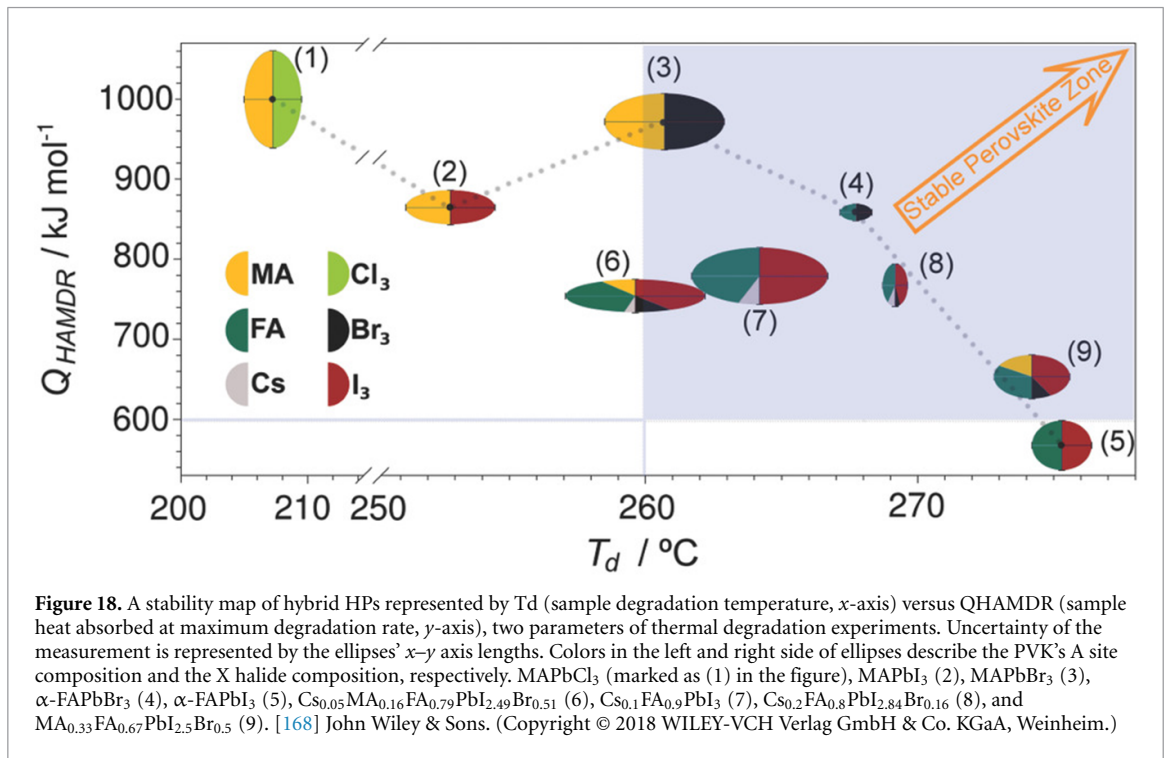 (1)
(3)
1000
(2)
900
(4)
Stable Perovskite Zone
Q_HAMDR / kJ mol⁻¹
800
(6)
(8)
MA
Cl₃
(7)
700
FA
Br₃
(9)
Cs
I₃
600
(5)
200 210 250 260 270
T_d / ºC
Figure 18. A stability map of hybrid HPs represented by Td (sample degradation temperature, x-axis) versus QHAMDR (sample
heat absorbed at maximum degradation rate, y-axis), two parameters of thermal degradation experiments. Uncertainty of the
measurement is represented by the ellipses’ x–y axis lengths. Colors in the left and right side of ellipses describe the PVK’s A site
composition and the X halide composition, respectively. MAPbCl₃ (marked as (1) in the figure), MAPbI₃ (2), MAPbBr₃ (3),
α-FAPbBr₃ (4), α-FAPbI₃ (5), Cs₀.₀₅MA₀.₁₆FA₀.₇₉PbI₂.₄₉Br₀.₅₁ (6), Cs₀.₁FA₀.₉PbI₃ (7), Cs₀.₂FA₀.₈PbI₂.₈₄Br₀.₁₆ (8), and
MA₀.₃₃FA₀.₆₇PbI₂.₅Br₀.₅ (9). [168] John Wiley & Sons. (Copyright © 2018 WILEY-VCH Verlag GmbH & Co. KGaA, Weinheim.)